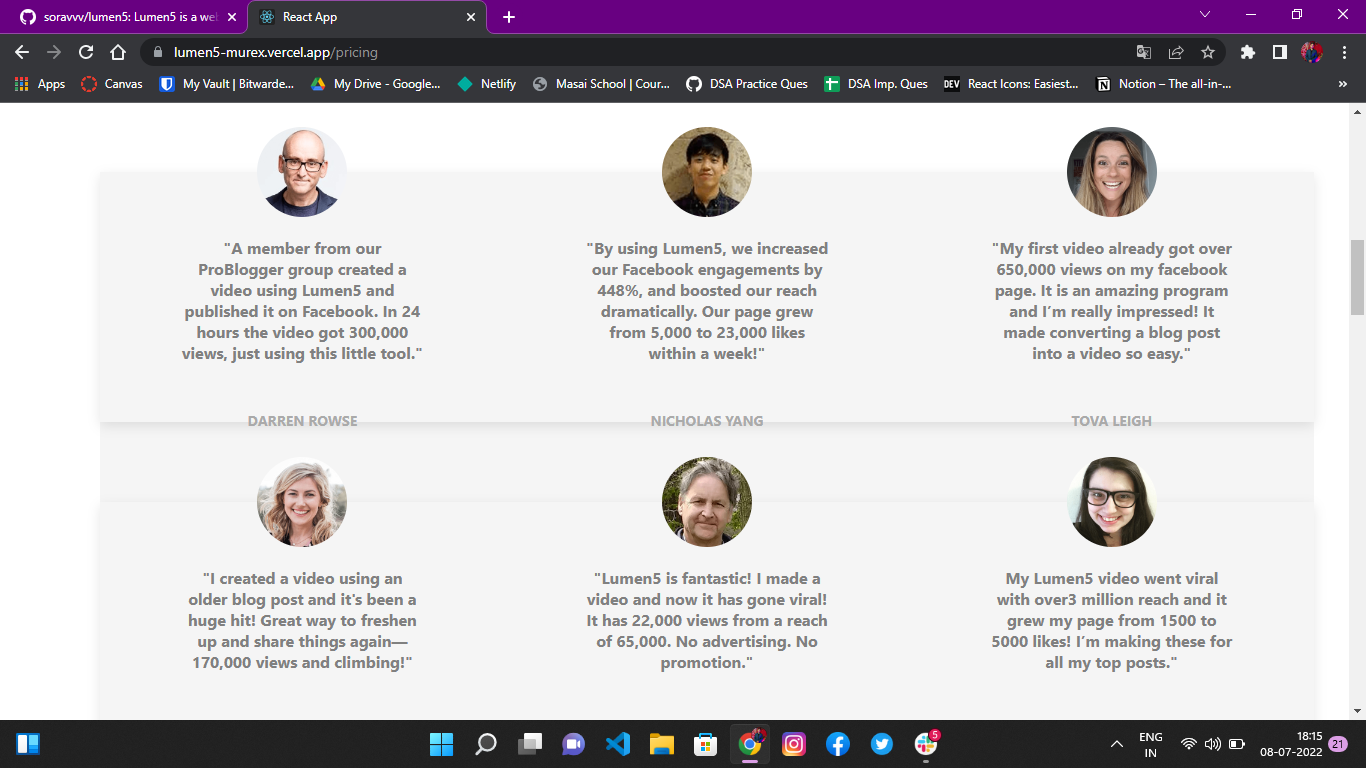 soravvv/lumen5: Lumen5 is a we
React App
lumen5-murex.vercel.app/pricing
Apps
Canvas
My Vault | Bitwarde...
My Drive - Google...
Netlify
Masai School | Cour...
DSA Practice Ques
DSA Imp. Ques
DEV
React Icons: Easiest...
Notion – The all-in-...
"A member from our
ProBlogger group created a
video using Lumen5 and
published it on Facebook. In 24
hours the video got 300,000
views, just using this little tool."
DARREN ROWSE
"By using Lumen5, we increased
our Facebook engagements by
448%, and boosted our reach
dramatically. Our page grew
from 5,000 to 23,000 likes
within a week!"
NICHOLAS YANG
"My first video already got over
650,000 views on my facebook
page. It is an amazing program
and I’m really impressed! It
made converting a blog post
into a video so easy."
TOVA LEIGH
"I created a video using an
older blog post and it's been a
huge hit! Great way to freshen
up and share things again—
170,000 views and climbing!"
"Lumen5 is fantastic! I made a
video and now it has gone viral!
It has 22,000 views from a reach
of 65,000. No advertising. No
promotion."
My Lumen5 video went viral
with over3 million reach and it
grew my page from 1500 to
5000 likes! I’m making these for
all my top posts."
5
ENG
IN
18:15
08-07-2022
21